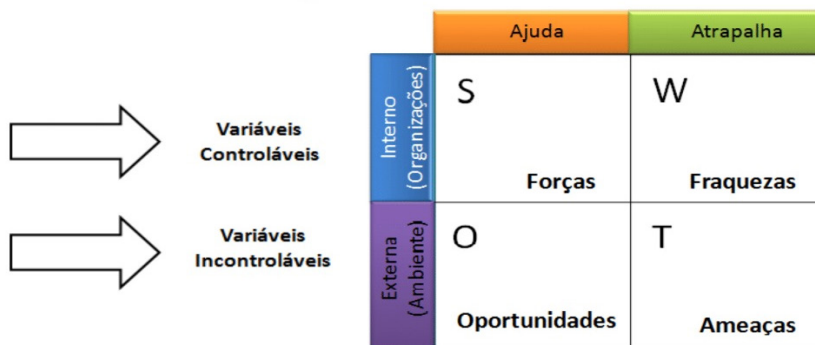 Ajuda
Atrapalha
Variáveis
Controláveis
Interno
(Organizações)
S
Forças
W
Fraquezas
Variáveis
Incontroláveis
Externa
(Ambiente)
O
Oportunidades
T
Ameaças